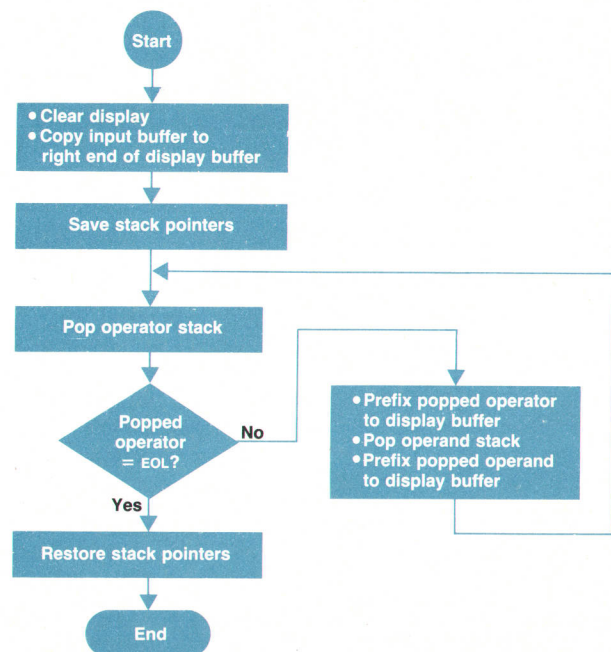 Start
• Clear display
• Copy input buffer to
right end of display buffer
Save stack pointers
Pop operator stack
Popped
operator
= EOL?
No
• Prefix popped operator
to display buffer
• Pop operand stack
• Prefix popped operand
to display buffer
Yes
Restore stack pointers
End